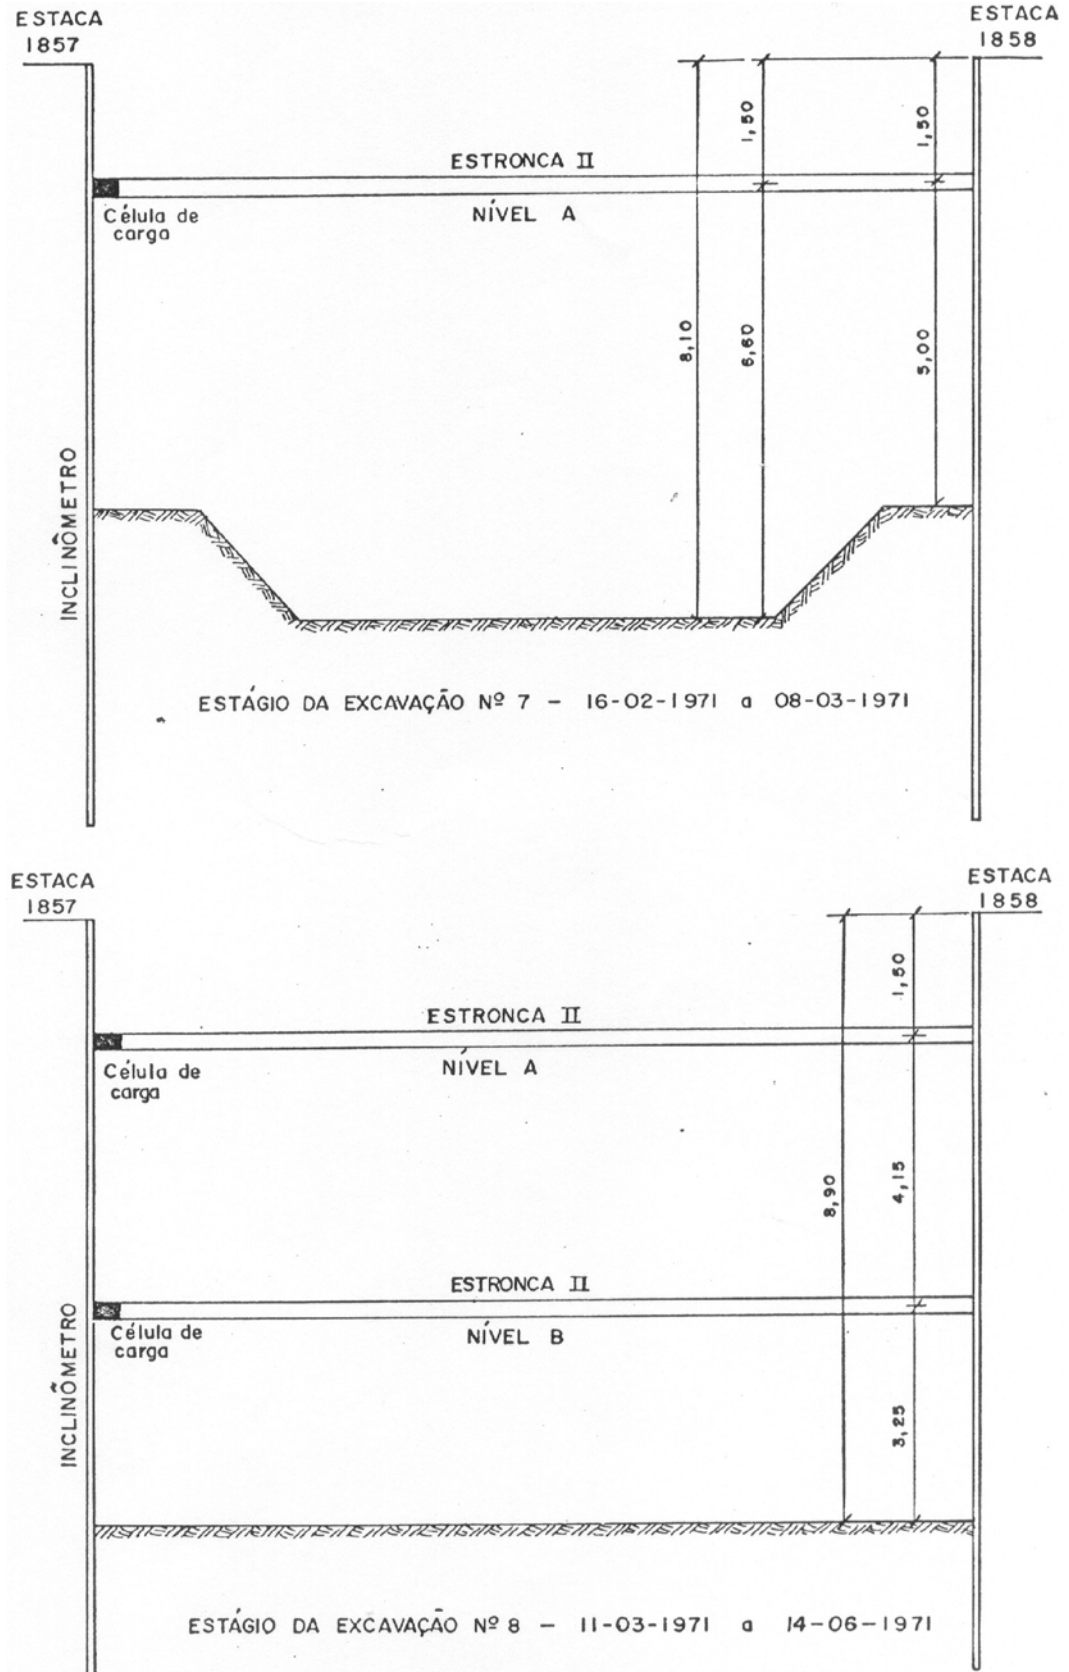 ESTACA
1857
ESTACA
1858
1,50
1,50
ESTRONCA II
Célula de
carga
NÍVEL A
8,10
6,60
5,00
INCLINÔMETRO
ESTÁGIO DA EXCAVAÇÃO Nº 7 - 16-02-1971 a 08-03-1971
ESTACA
1857
ESTACA
1858
1,50
ESTRONCA II
Célula de
carga
NÍVEL A
8,90
4,15
ESTRONCA II
Célula de
carga
NÍVEL B
INCLINÔMETRO
3,25
ESTÁGIO DA EXCAVAÇÃO Nº 8 - 11-03-1971 a 14-06-1971